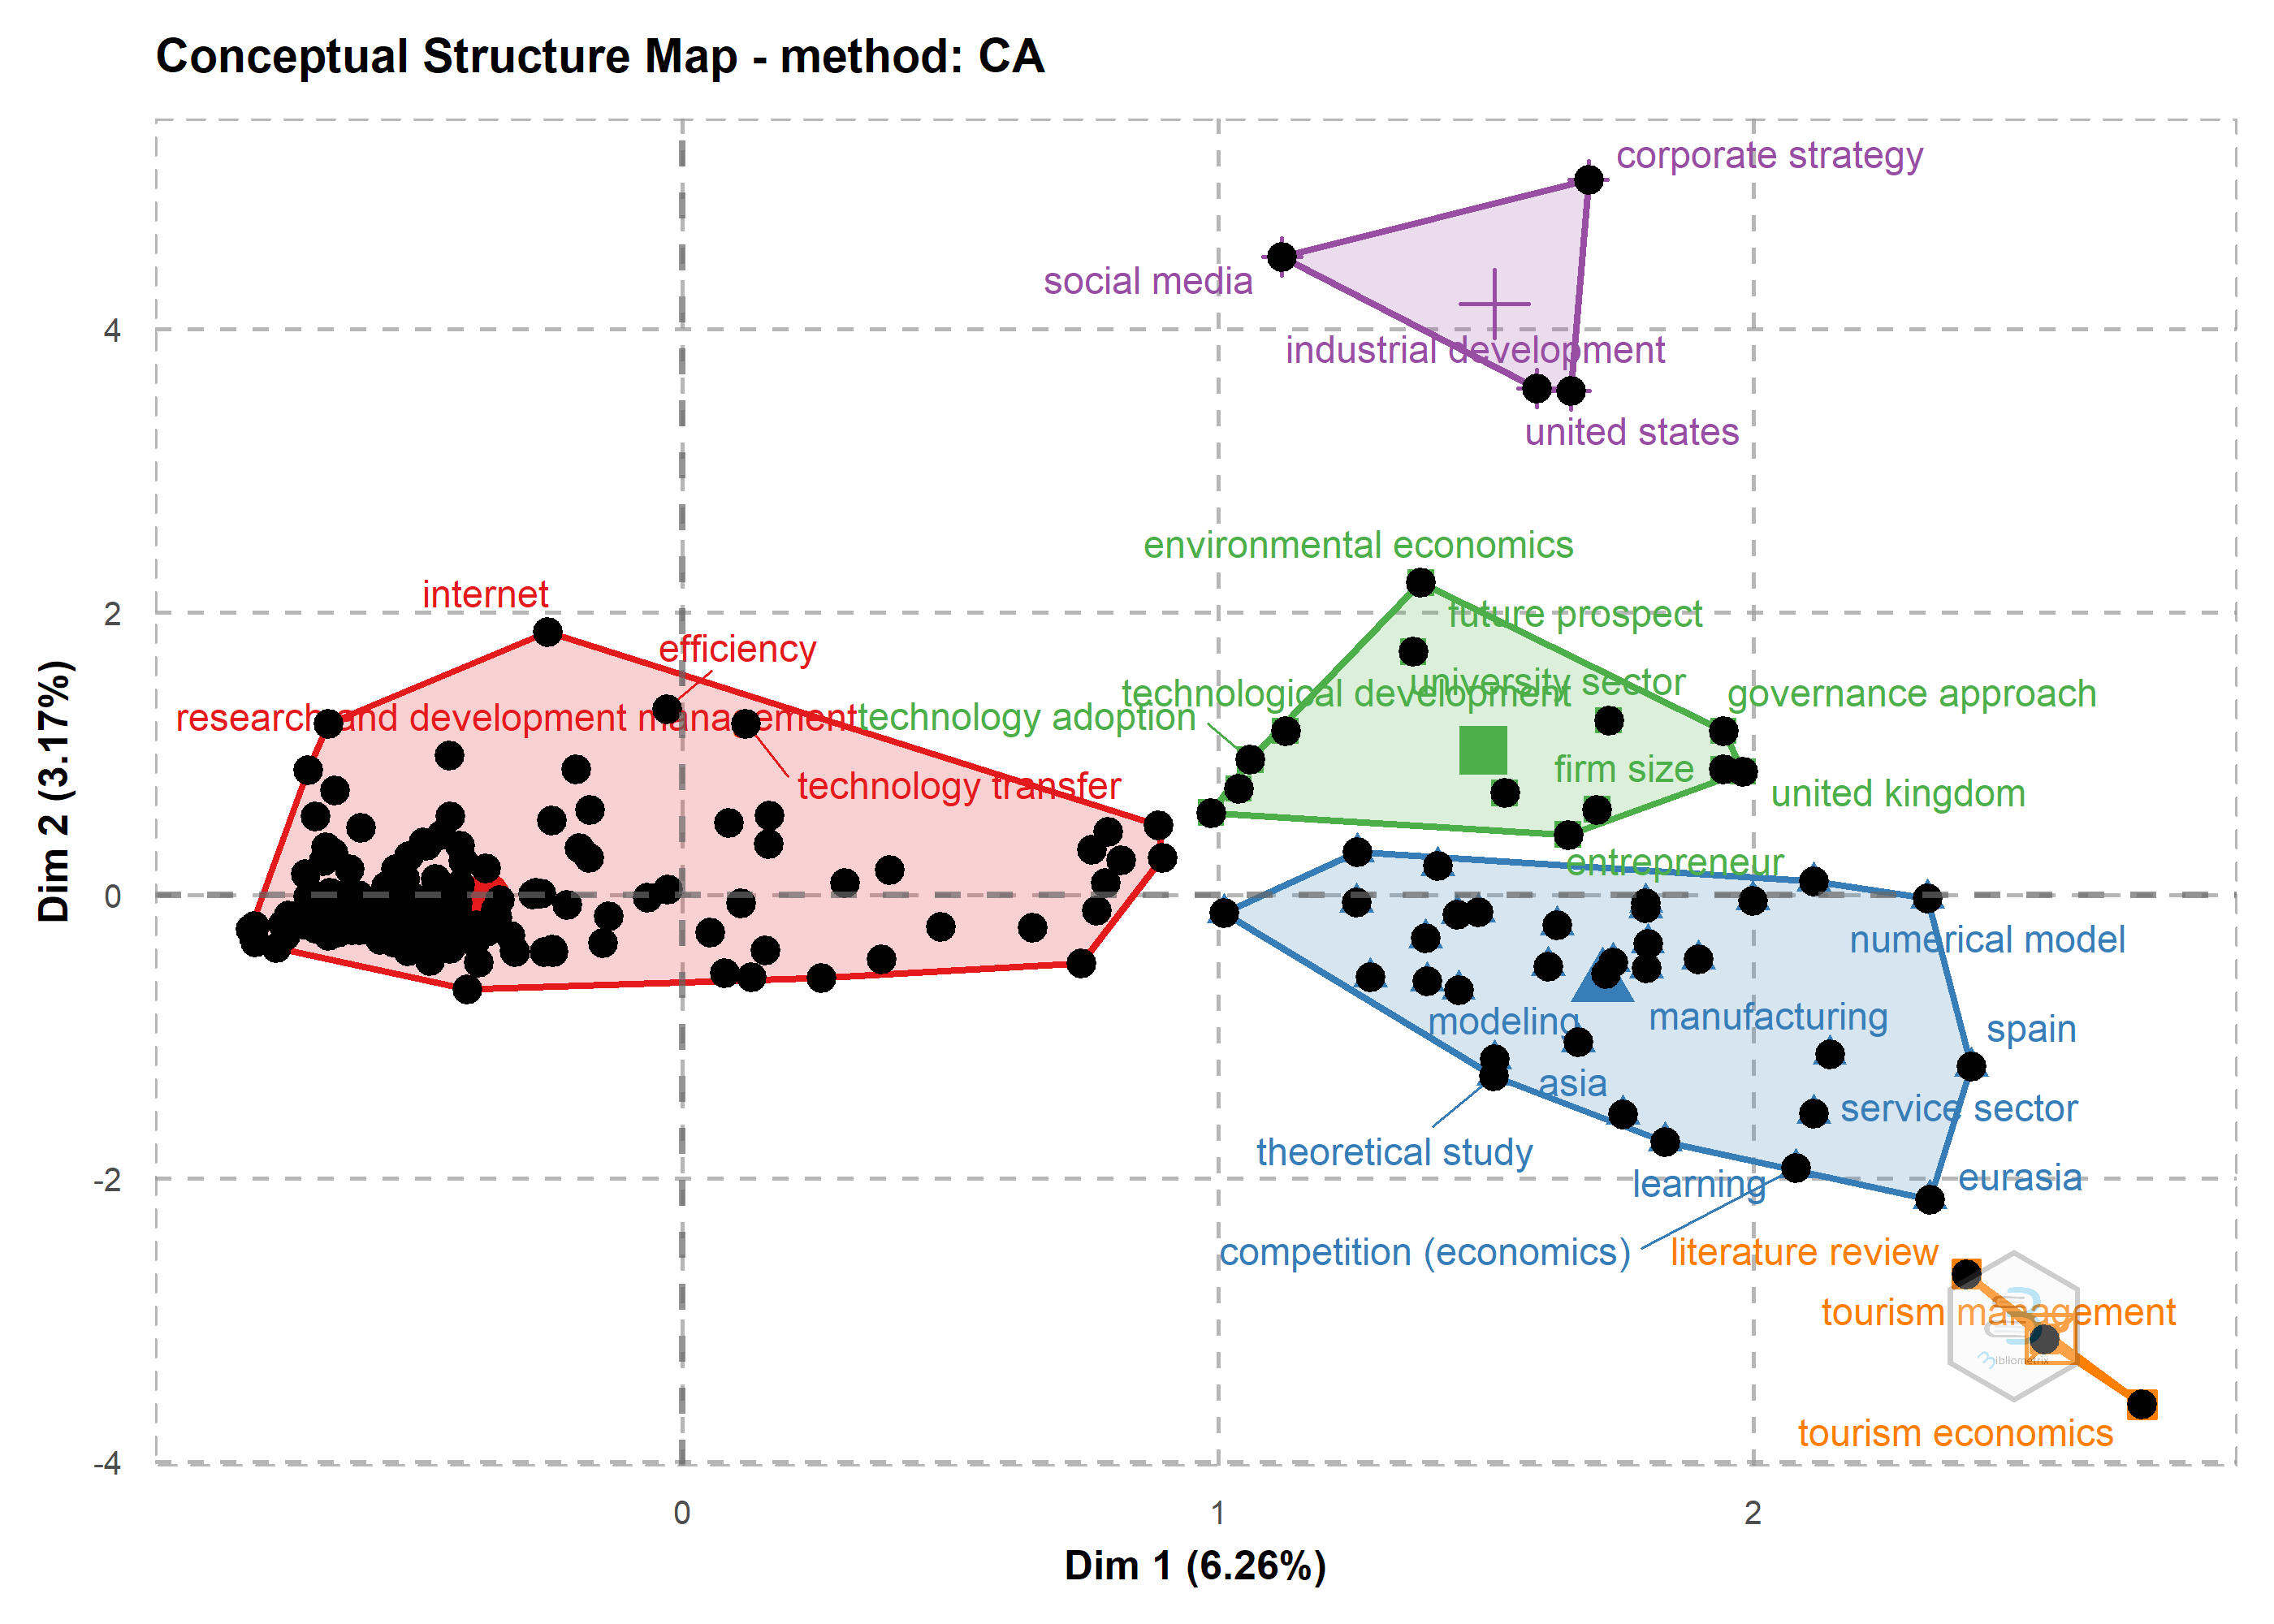 Conceptual Structure Map - method: CA
corporate strategy
social media
4
industrial development
united states
environmental economics
internet
2
future prospect
efficiency
university sector
technological development
governance approach
research and development management
technology adoption
firm size
technology transfer
united kingdom
entrepreneur
0
numerical model
modeling
manufacturing
spain
asia
service sector
theoretical study
-2
learning
eurasia
competition (economics)
literature review
tourism management
ibliometrix
tourism economics
-4
0
1
2
Dim 1 (6.26%)
Dim 2 (3.17%)